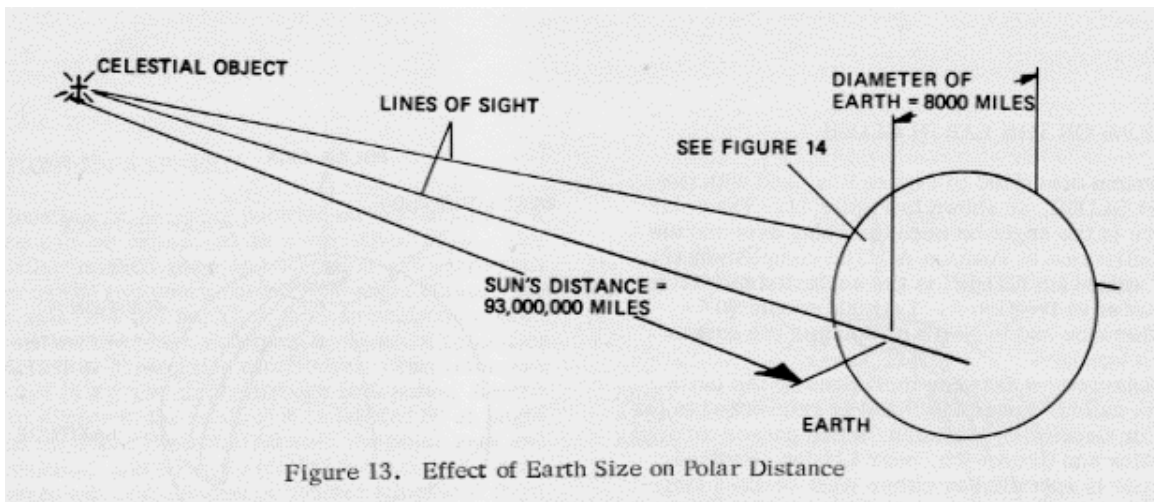 CELESTIAL OBJECT
LINES OF SIGHT
DIAMETER OF
EARTH = 8000 MILES
SEE FIGURE 14
SUN'S DISTANCE =
93,000,000 MILES
EARTH
Figure 13. Effect of Earth Size on Polar Distance